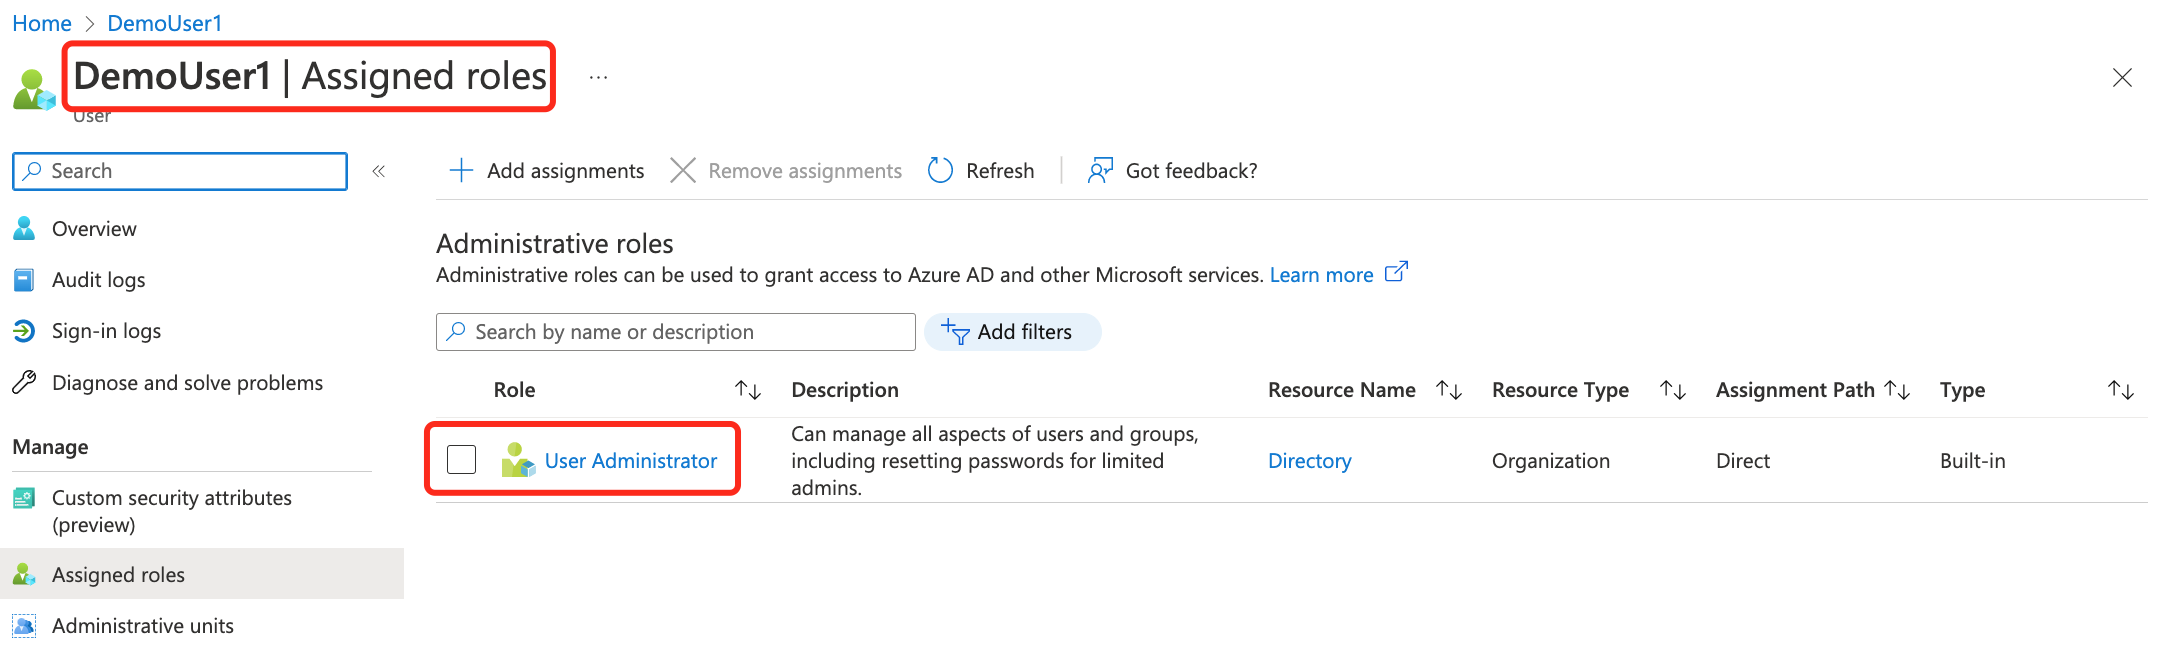 Home > DemoUser1
DemoUser1 | Assigned roles ...
User
Search «
Overview
Audit logs
Sign-in logs
Diagnose and solve problems
Manage
Custom security attributes
(preview)
Assigned roles
Administrative units
Add assignments Remove assignments Refresh Got feedback?
Administrative roles
Administrative roles can be used to grant access to Azure AD and other Microsoft services. Learn more
Search by name or description Add filters
Role Description Resource Name Resource Type Assignment Path Type
User Administrator
Can manage all aspects of users and groups,
including resetting passwords for limited
admins.
Directory Organization Direct Built-in